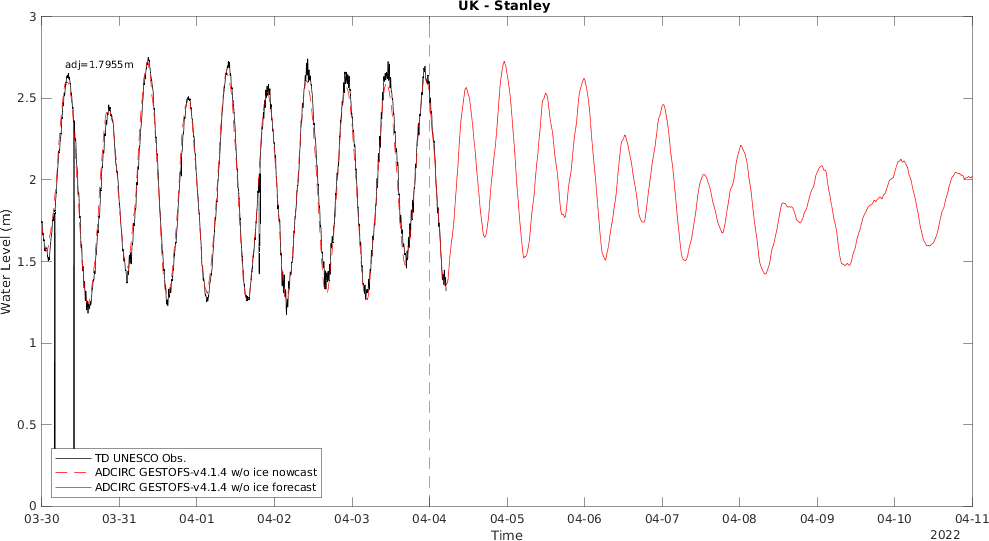 UK - Stanley
adj=1.7955m
3
2.5
2
1.5
1
0.5
0
Water Level (m)
TD UNESCO Obs.
ADCIRC GESTOFS-v4.1.4 w/o ice nowcast
ADCIRC GESTOFS-v4.1.4 w/o ice forecast
03-30 03-31 04-01 04-02 04-03 04-04 04-05 04-06 04-07 04-08 04-09 04-10 04-11
Time
2022